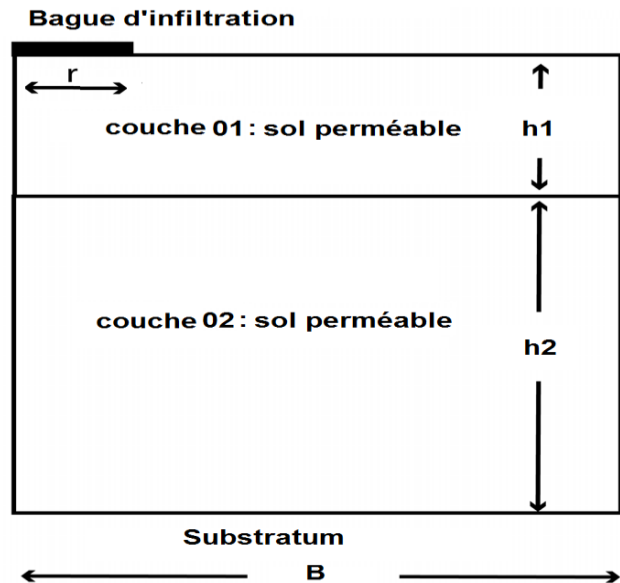 Bague d'infiltration
r
couche 01: sol perméable h1
couche 02: sol perméable
h2
Substratum
B